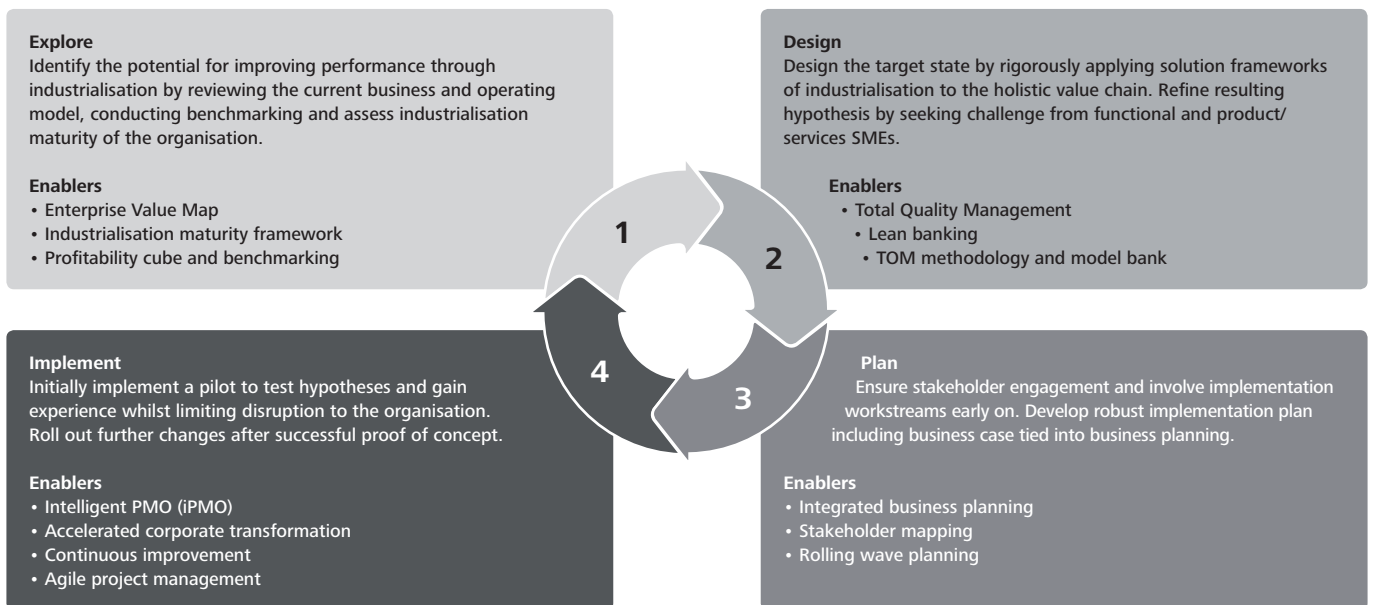 Explore
Identify the potential for improving performance through
industrialisation by reviewing the current business and operating
model, conducting benchmarking and assess industrialisation
maturity of the organisation.
Enablers
• Enterprise Value Map
• Industrialisation maturity framework
• Profitability cube and benchmarking
1
Design
Design the target state by rigorously applying solution frameworks
of industrialisation to the holistic value chain. Refine resulting
hypothesis by seeking challenge from functional and product/
services SMEs.
Enablers
• Total Quality Management
• Lean banking
• TOM methodology and model bank
2
Plan
Ensure stakeholder engagement and involve implementation
workstreams early on. Develop robust implementation plan
including business case tied into business planning.
Enablers
• Integrated business planning
• Stakeholder mapping
• Rolling wave planning
3
Implement
Initially implement a pilot to test hypotheses and gain
experience whilst limiting disruption to the organisation.
Roll out further changes after successful proof of concept.
Enablers
• Intelligent PMO (iPMO)
• Accelerated corporate transformation
• Continuous improvement
• Agile project management
4